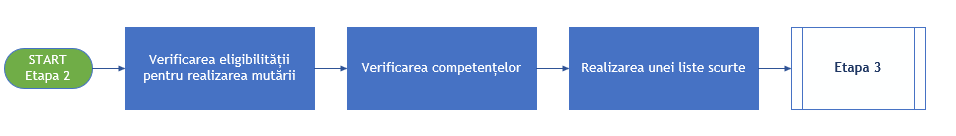 START
Etapa 2
Verificarea eligibilității
pentru realizarea mutării
Verificarea competențelor
Realizarea unei liste scurte
Etapa 3